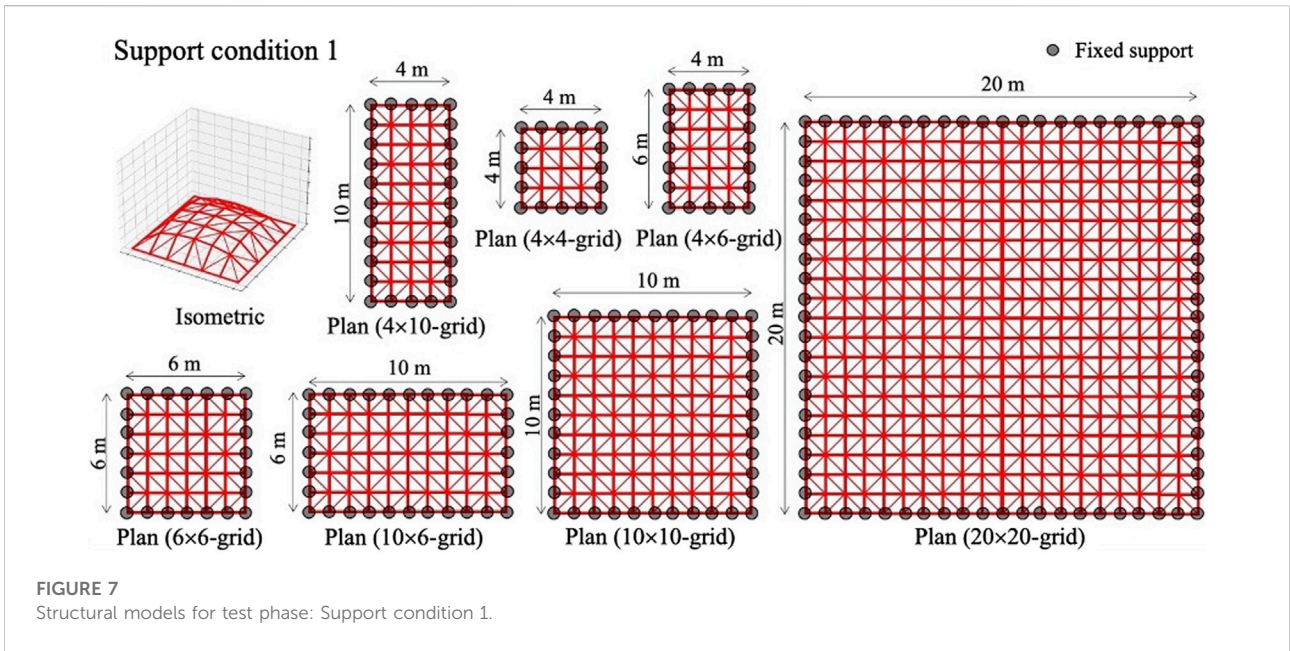 Support condition 1
Fixed support
Isometric
4 m
10 m
Plan (4×10-grid)
4 m
4 m
Plan (4×4-grid)
4 m
6 m
Plan (4×6-grid)
20 m
20 m
Plan (20×20-grid)
6 m
6 m
Plan (6×6-grid)
10 m
6 m
Plan (10×6-grid)
10 m
10 m
Plan (10×10-grid)
FIGURE 7
Structural models for test phase: Support condition 1.